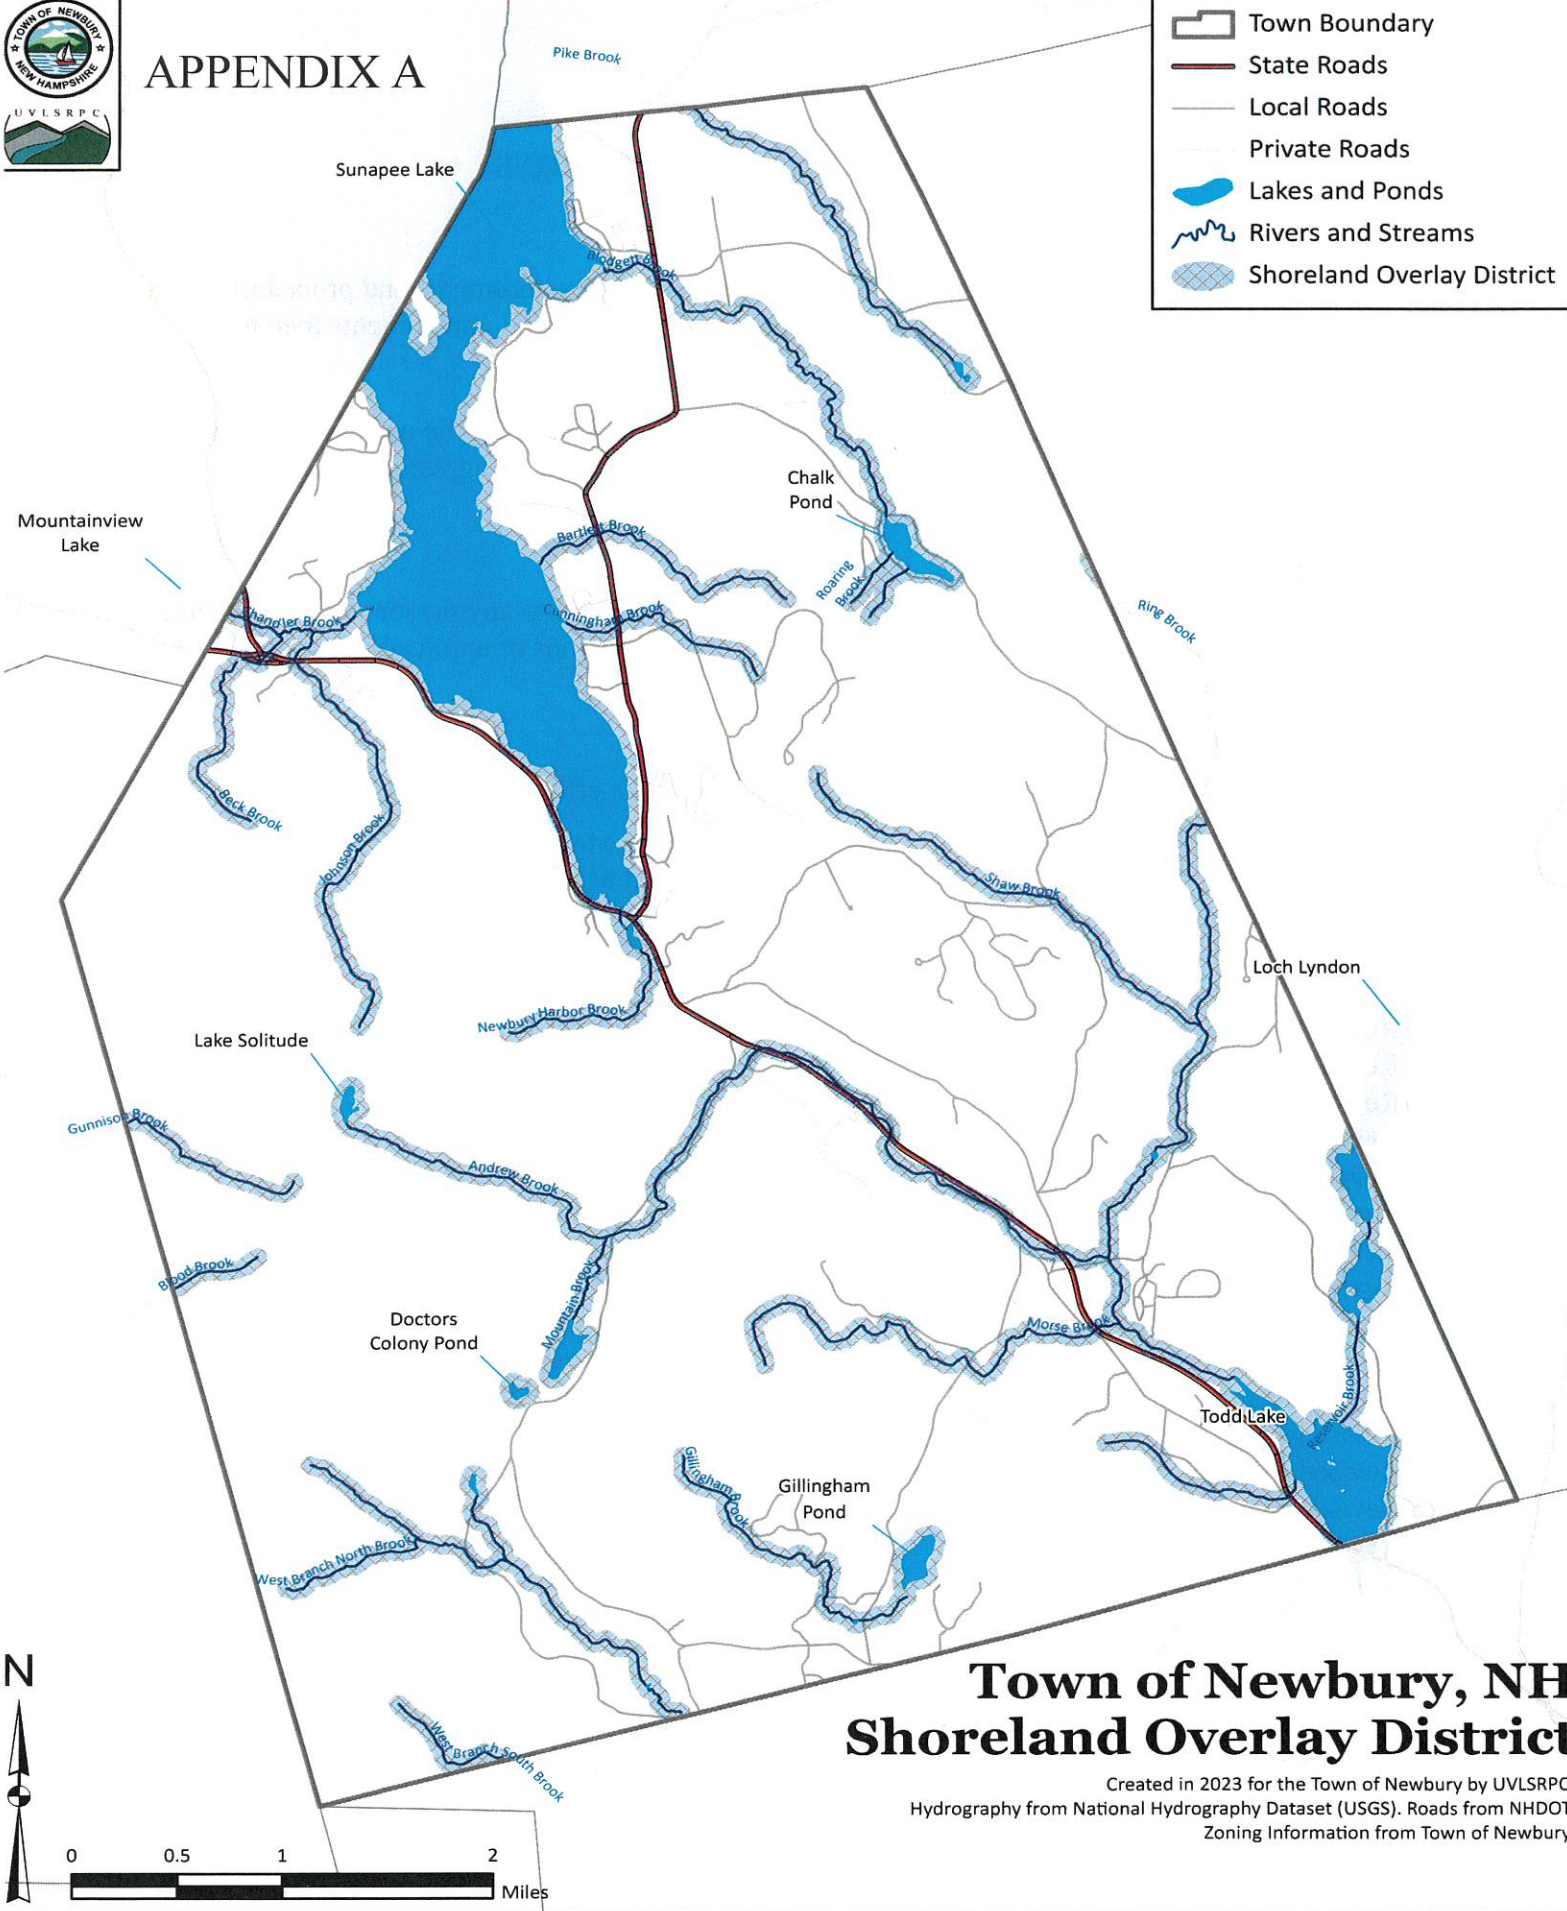 TOWN OF NEWBURY
NEW HAMPSHIRE
UVLSRPC
APPENDIX A
Town Boundary
State Roads
Local Roads
Private Roads
Lakes and Ponds
Rivers and Streams
Shoreland Overlay District
Pike Brook
Sunapee Lake
Blodgett Brook
Chalk
Pond
Mountainview
Lake
Bartlett Brook
Roaring
Brook
Ring Brook
Chandler Brook
Cunningham Brook
Beck Brook
Johnson Brook
Shaw Brook
Loch Lyndon
Newbury Harbor Brook
Lake Solitude
Gunnison Brook
Andrew Brook
Blood Brook
Mountain Brook
Doctors
Colony Pond
Morse Brook
Reservoir Brook
Todd Lake
Gillingham Brook
Gillingham
Pond
West Branch North Brook
West Branch South Brook
N
Town of Newbury, NH
Shoreland Overlay District
Created in 2023 for the Town of Newbury by UVLSRPC
Hydrography from National Hydrography Dataset (USGS). Roads from NHDOT
Zoning Information from Town of Newbury
0 0.5 1 2
Miles